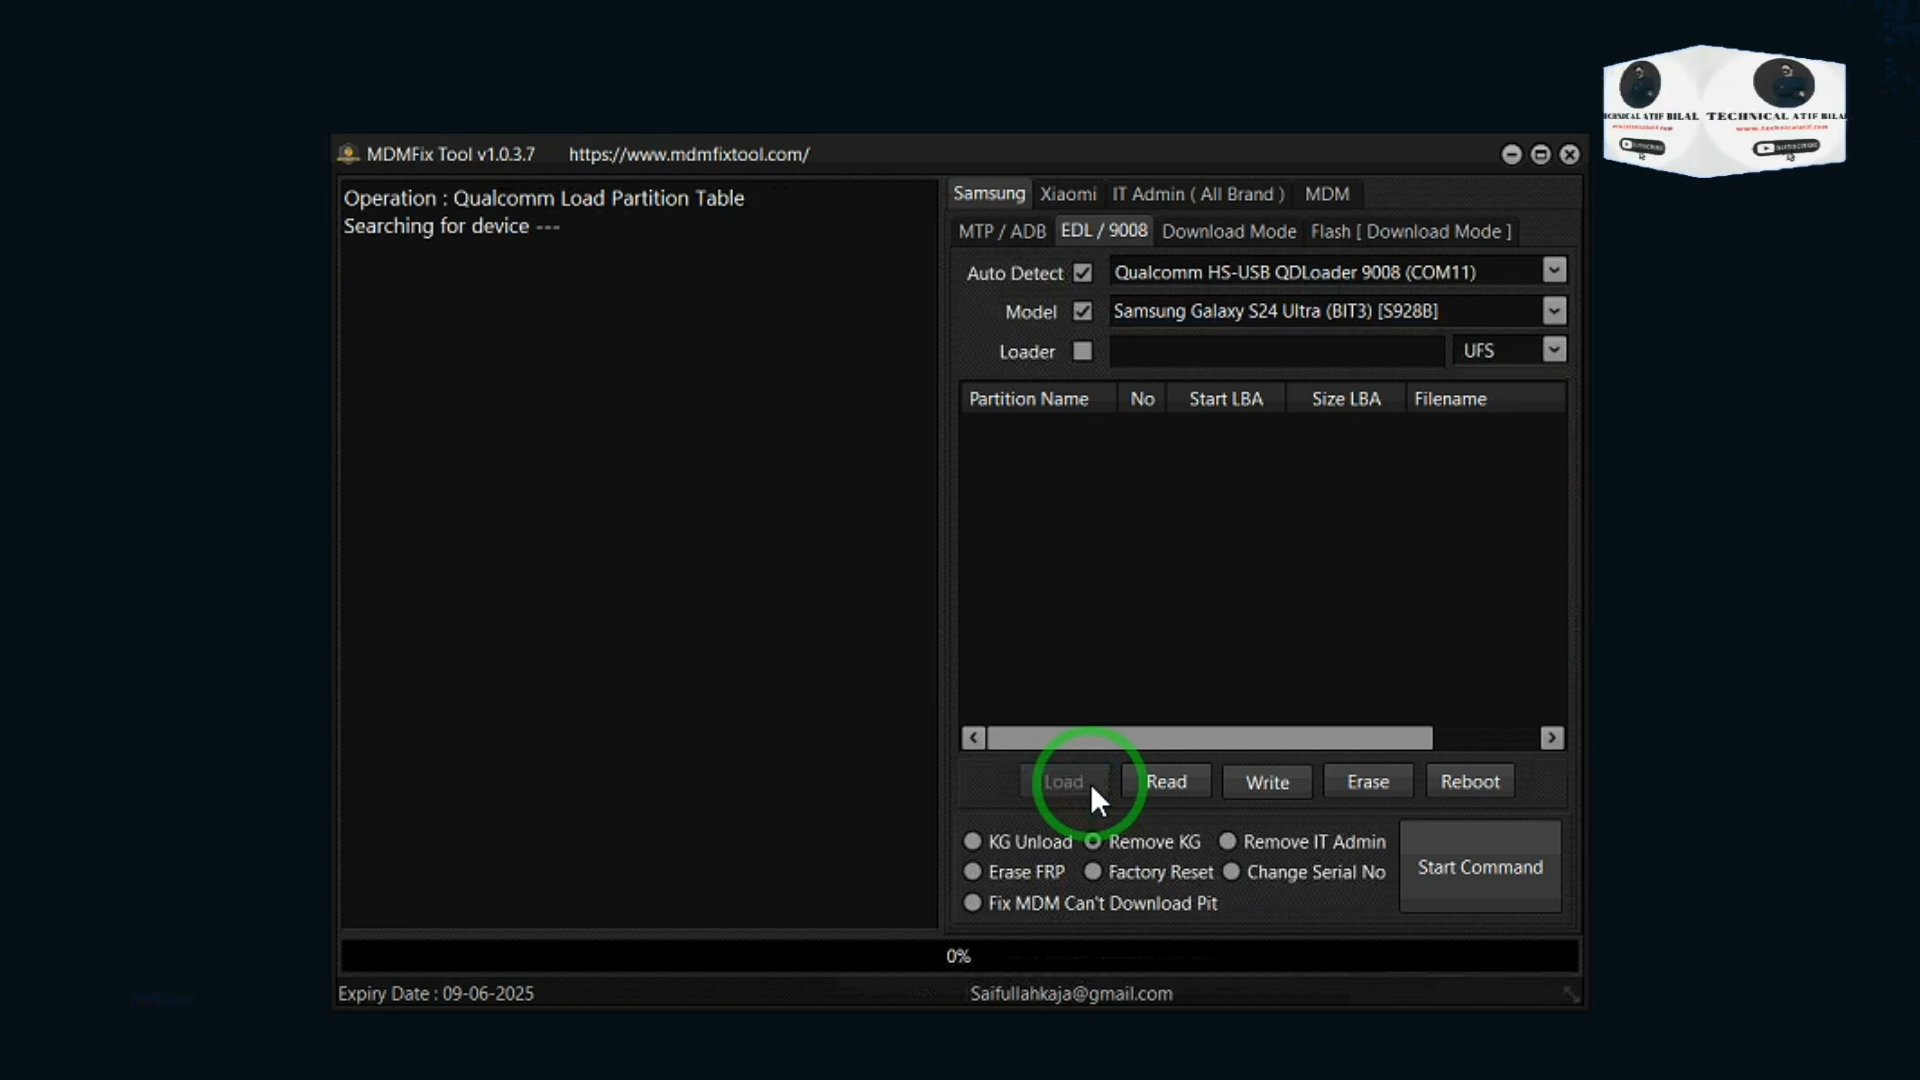 TECHNICAL ATIF BILAL
SUBSCRIBE
MDMFix Tool v1.0.3.7 https://www.mdmfixtool.com/
Operation : Qualcomm Load Partition Table
Searching for device ---
Samsung Xiaomi IT Admin ( All Brand ) MDM
MTP / ADB EDL / 9008 Download Mode Flash [ Download Mode ]
Auto Detect Qualcomm HS-USB QDLoader 9008 (COM11)
Model Samsung Galaxy S24 Ultra (BIT3) [S928B]
Loader UFS
Partition Name No Start LBA Size LBA Filename
Load Read Write Erase Reboot
KG Unload Remove KG Remove IT Admin
Erase FRP Factory Reset Change Serial No
Fix MDM Can't Download Pit
Start Command
0%
Expiry Date : 09-06-2025 Saifullahkaja@gmail.com